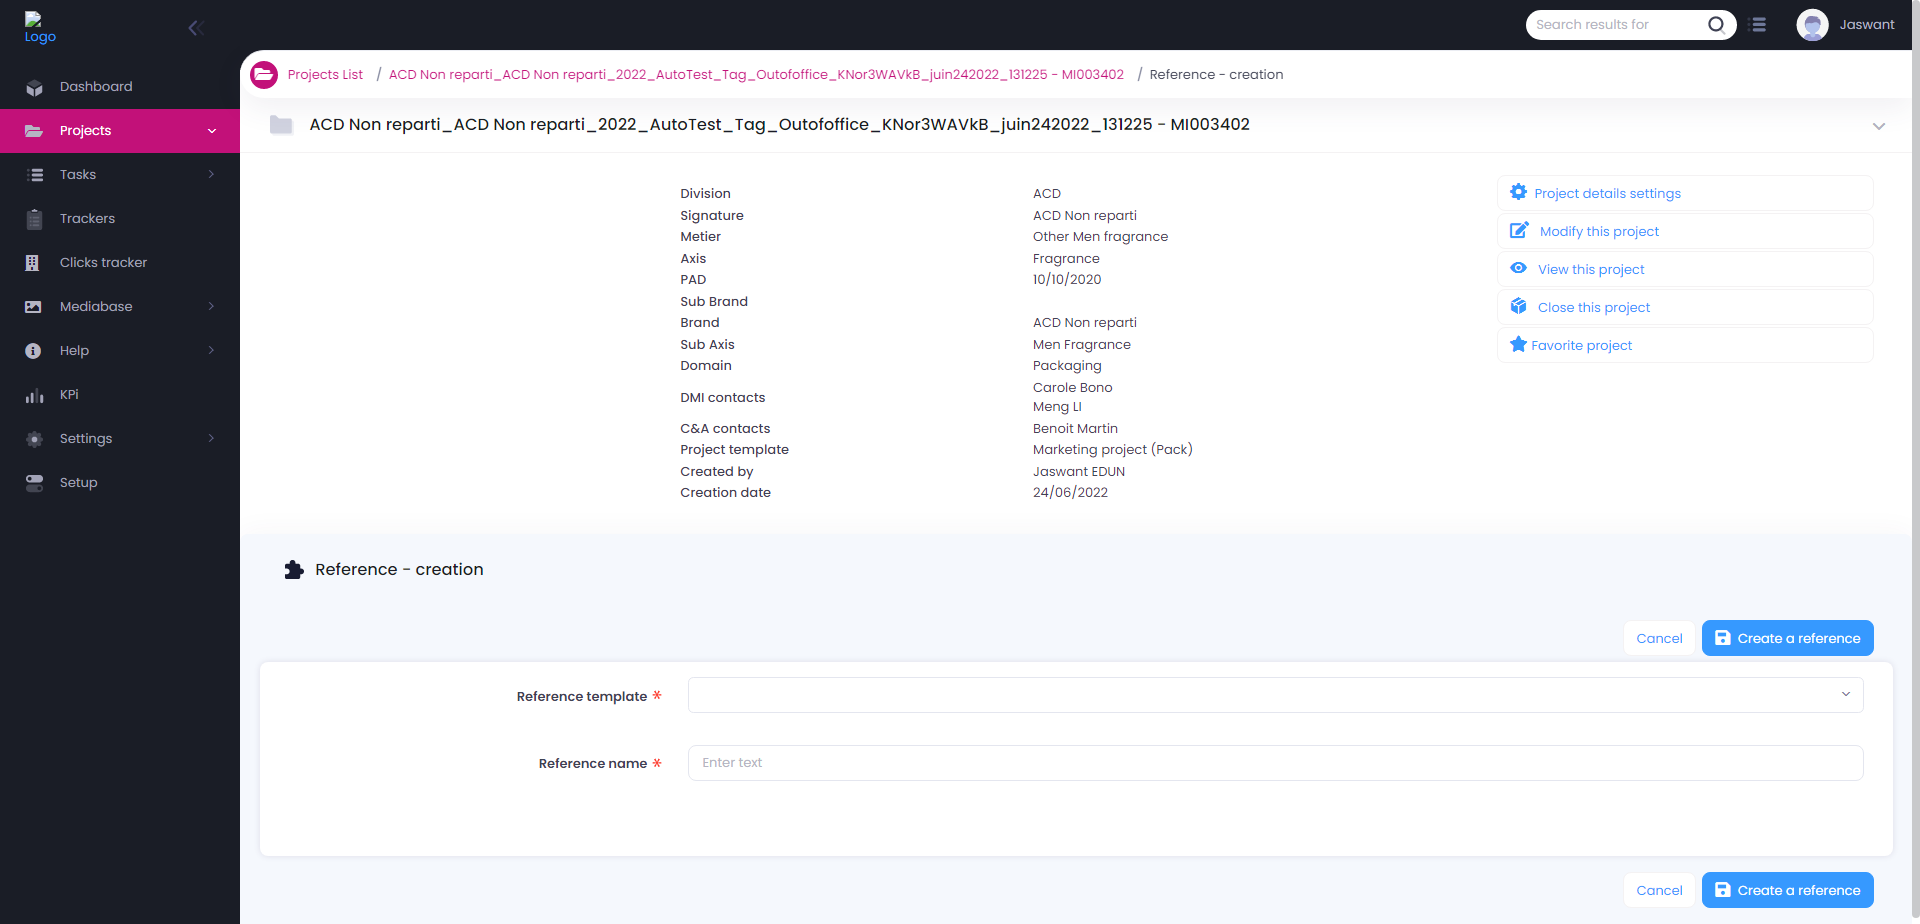 Logo
Search results for
Jaswant
Dashboard
Projects
Tasks
Trackers
Clicks tracker
Mediabase
Help
KPi
Settings
Setup
Projects List / ACD Non reparti_ACD Non reparti_2022_AutoTest_Tag_Outofoffice_KNor3WAVkB_juin242022_131225 - MI003402 / Reference - creation
ACD Non reparti_ACD Non reparti_2022_AutoTest_Tag_Outofoffice_KNor3WAVkB_juin242022_131225 - MI003402
Division ACD
Signature ACD Non reparti
Metier Other Men fragrance
Axis Fragrance
PAD 10/10/2020
Sub Brand
Brand ACD Non reparti
Sub Axis Men Fragrance
Domain Packaging
DMI contacts Carole Bono
Meng LI
C&A contacts Benoit Martin
Project template Marketing project (Pack)
Created by Jaswant EDUN
Creation date 24/06/2022
Project details settings
Modify this project
View this project
Close this project
Favorite project
Reference - creation
Cancel Create a reference
Reference template *
Reference name * Enter text
Cancel Create a reference